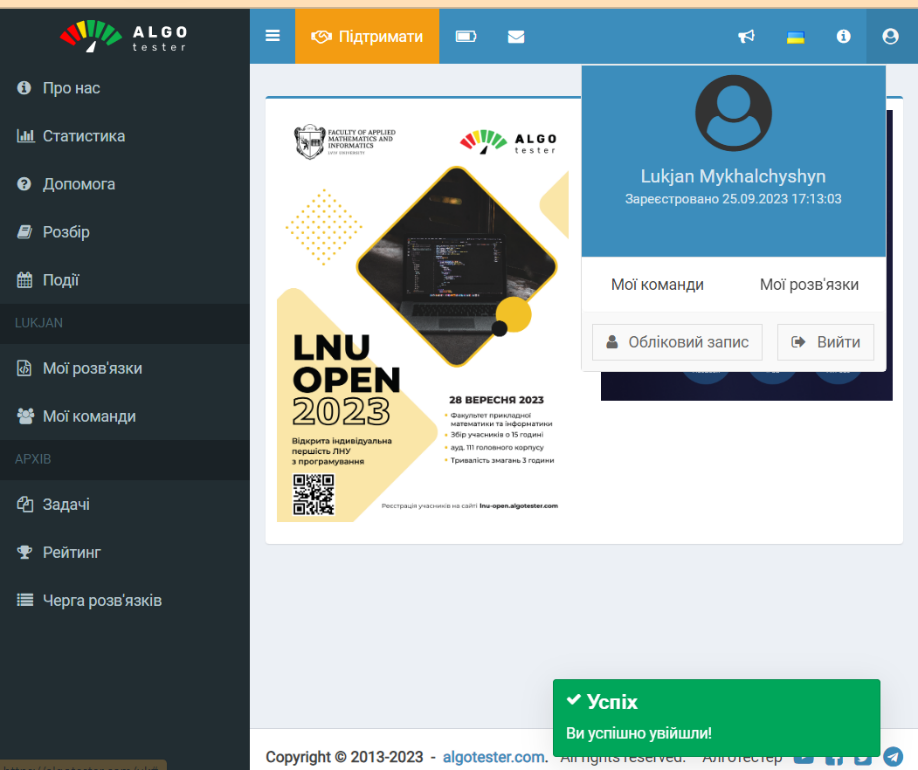 ALGO
tester
Підтримати
Про нас
Статистика
Допомога
Розбір
Події
LUKJAN
Мої розв'язки
Мої команди
АРХІВ
Задачі
Рейтинг
Черга розв'язків
FACULTY OF APPLIED
MATHEMATICS AND
INFORMATICS
LVIV UNIVERSITY
ALGO
tester
LNU
OPEN
2023
Відкрита індивідуальна
першість ЛНУ
з програмування
28 ВЕРЕСНЯ 2023
Факультет прикладної
математики та інформатики
Збір учасників о 15 годині
ауд. 111 головного корпусу
Тривалість змагань 3 години
Реєстрація учасників на сайті lnu-open.algotester.com
Lukjan Mykhalchyshyn
Зареєстровано 25.09.2023 17:13:03
Мої команди Мої розв'язки
Обліковий запис Вийти
Успіх
Ви успішно увійшли!
Copyright © 2013-2023 - algotester.com. All rights reserved. Алготестер